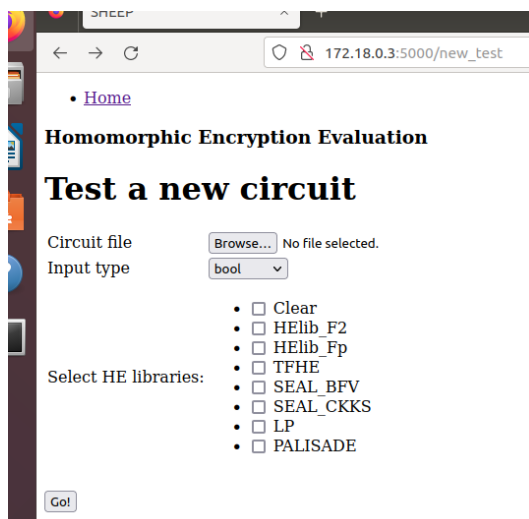 SHEEP
172.18.0.3:5000/new_test
Home
Homomorphic Encryption Evaluation
Test a new circuit
Circuit file Browse... No file selected.
Input type bool
Select HE libraries:
Clear
HElib_F2
HElib_Fp
TFHE
SEAL_BFV
SEAL_CKKS
LP
PALISADE
Go!